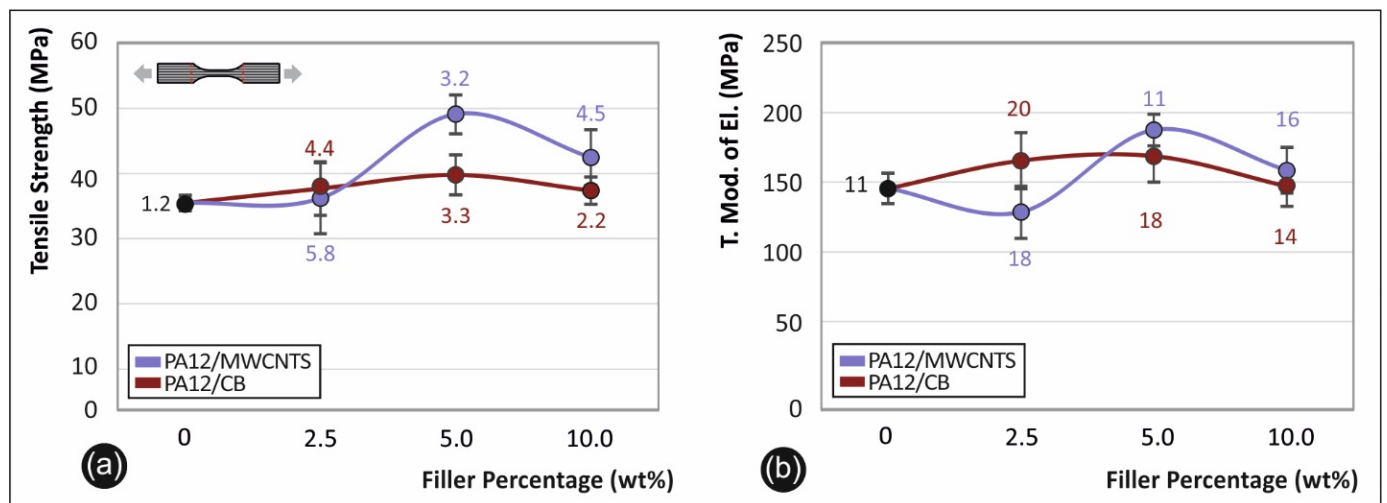 Tensile Strength (MPa)
60
50
40
30
20
10
0
1.2
4.4
5.8
3.2
3.3
4.5
2.2
PA12/MWCNTS
PA12/CB
0 2.5 5.0 10.0
(a)
Filler Percentage (wt%)
T. Mod. of El. (MPa)
250
200
150
100
50
0
11
20
18
11
18
16
14
PA12/MWCNTS
PA12/CB
0 2.5 5.0 10.0
(b)
Filler Percentage (wt%)